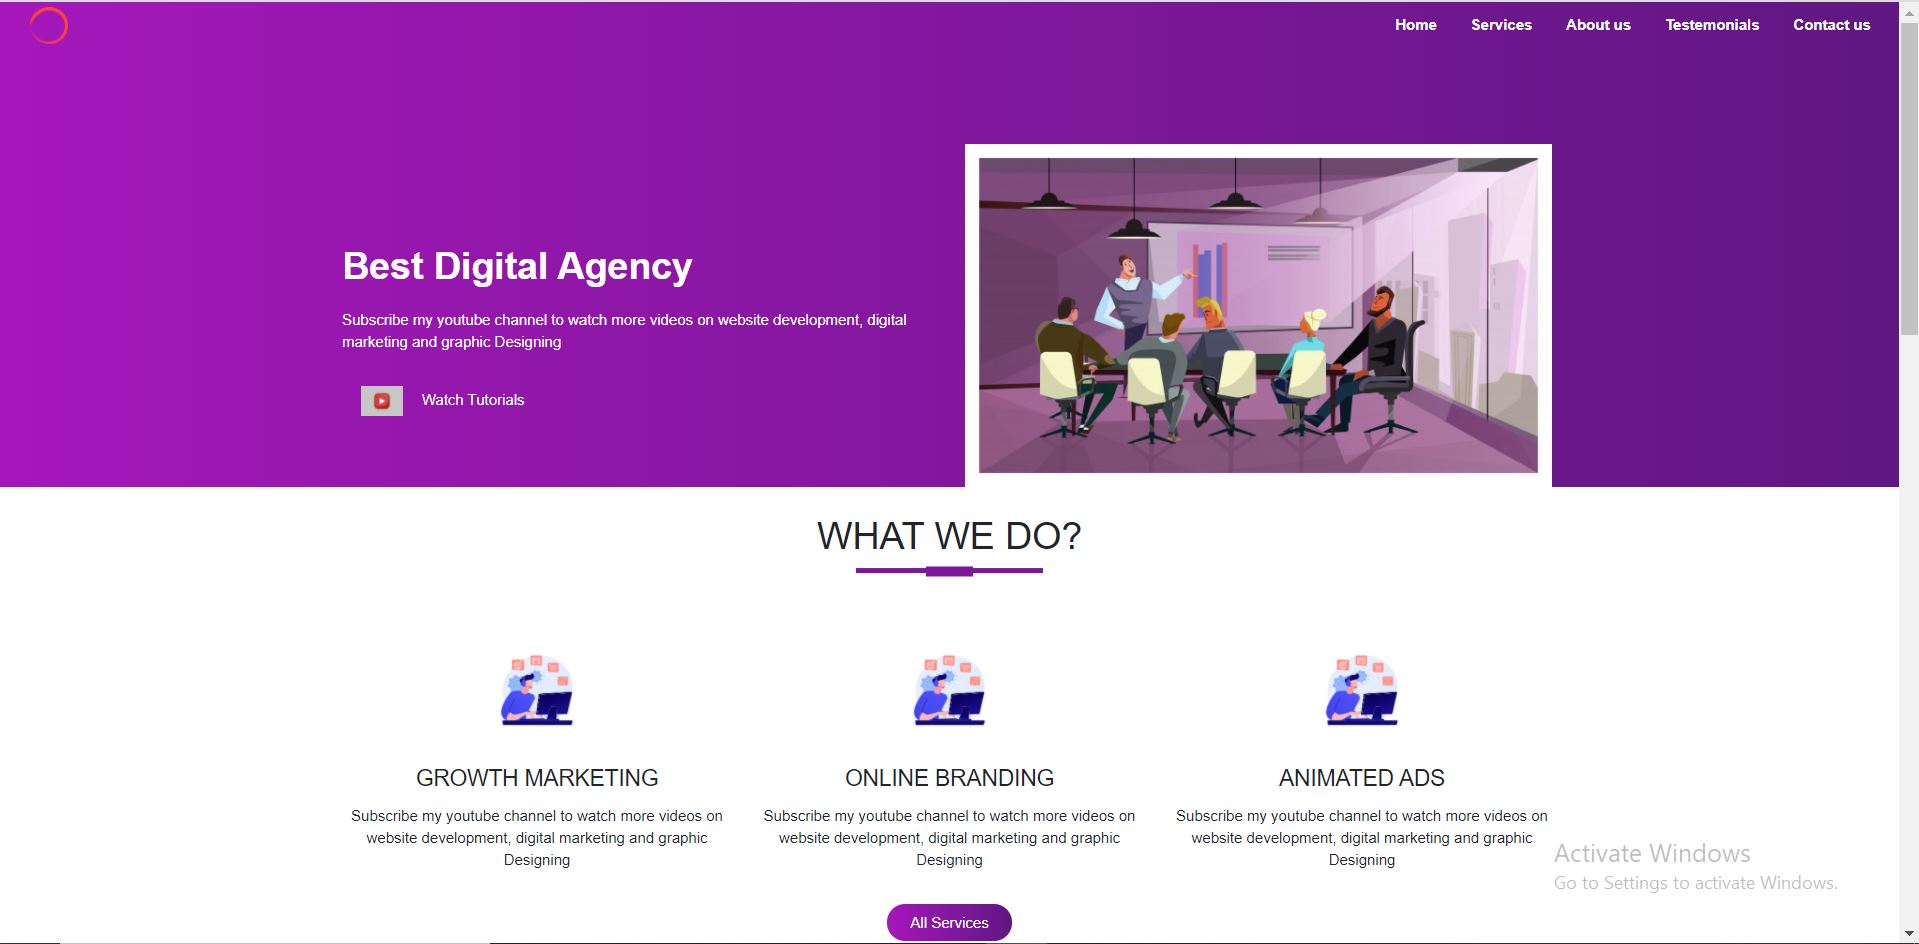 Home Services About us Testemonials Contact us
Best Digital Agency
Subscribe my youtube channel to watch more videos on website development, digital
marketing and graphic Designing
Watch Tutorials
WHAT WE DO?
GROWTH MARKETING
Subscribe my youtube channel to watch more videos on
website development, digital marketing and graphic
Designing
ONLINE BRANDING
Subscribe my youtube channel to watch more videos on
website development, digital marketing and graphic
Designing
ANIMATED ADS
Subscribe my youtube channel to watch more videos on
website development, digital marketing and graphic
Designing
All Services
Activate Windows
Go to Settings to activate Windows.